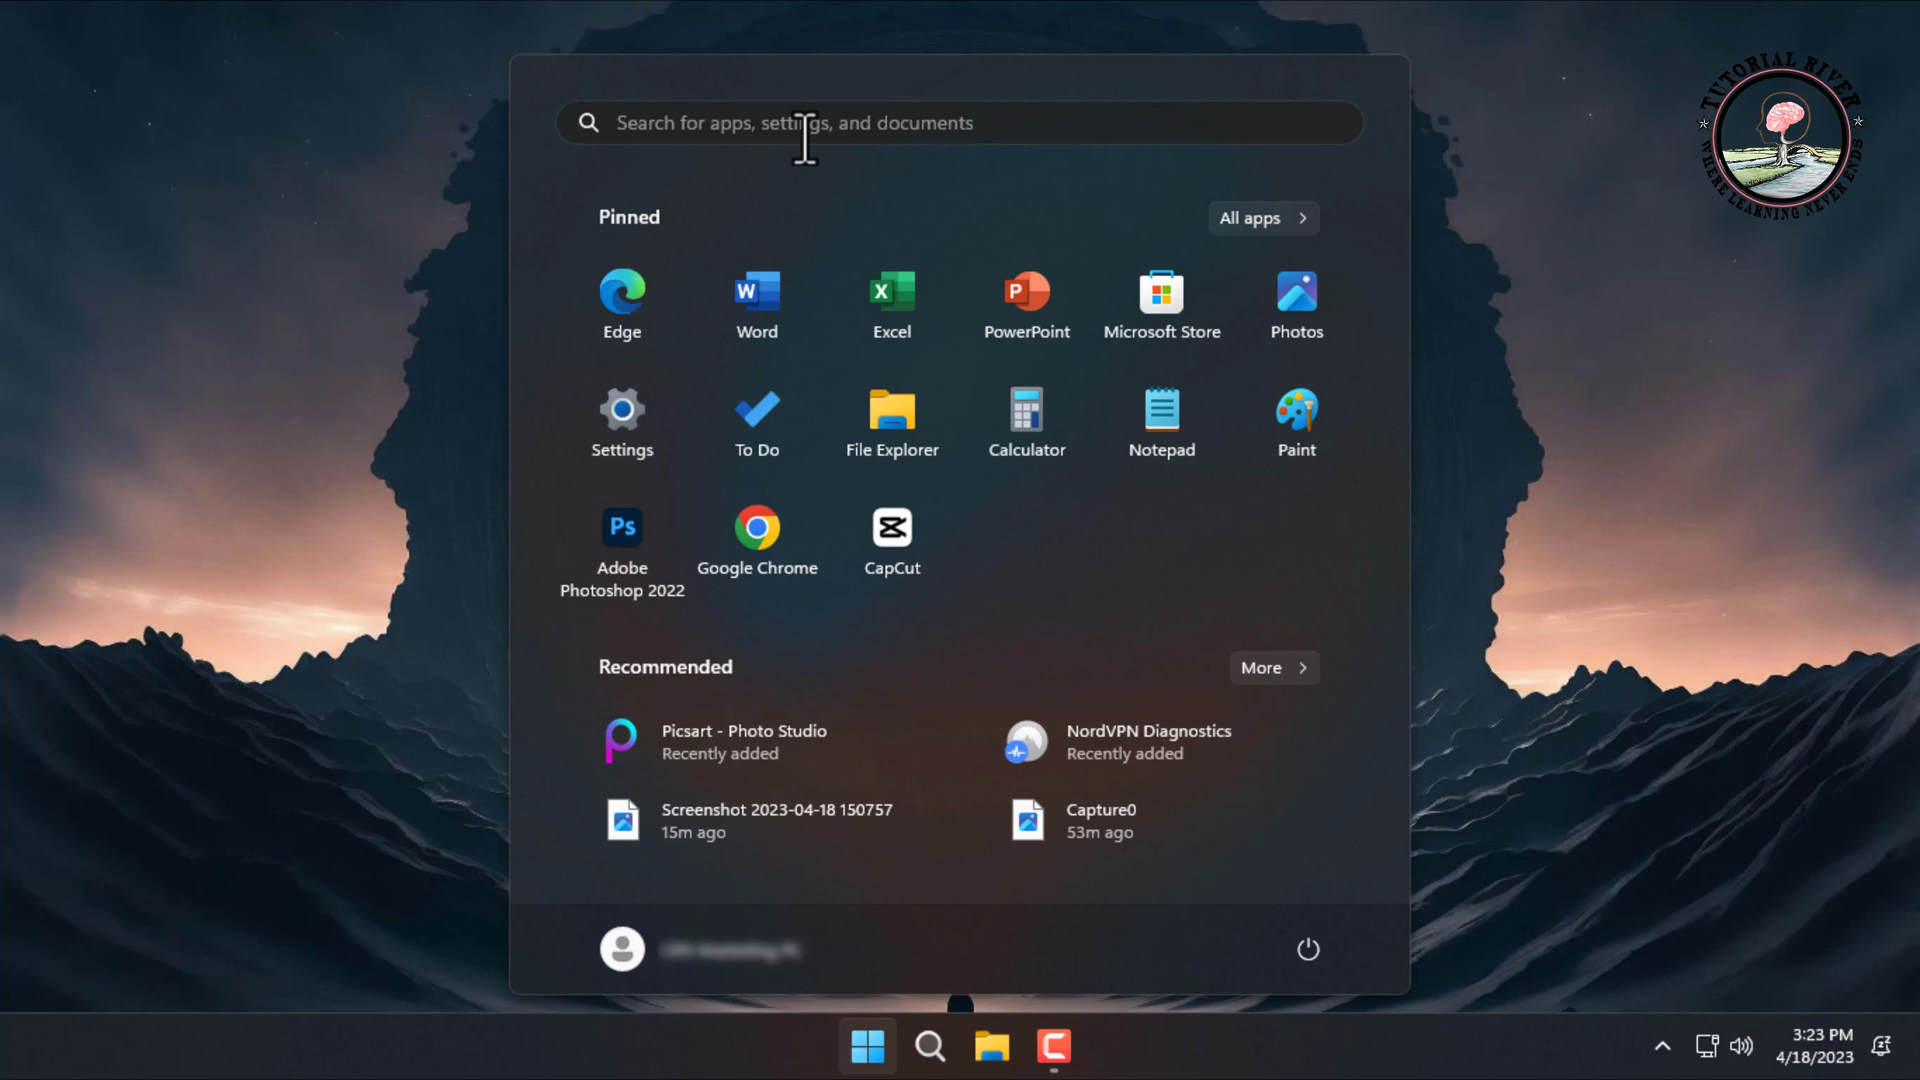 TUTORIAL RIVER
WHERE LEARNING NEVER ENDS
Search for apps, settings, and documents
Pinned
All apps
Edge
Word
Excel
PowerPoint
Microsoft Store
Photos
Settings
To Do
File Explorer
Calculator
Notepad
Paint
Ps
Adobe
Photoshop 2022
Google Chrome
CapCut
Recommended
More
Picsart - Photo Studio
Recently added
NordVPN Diagnostics
Recently added
Screenshot 2023-04-18 150757
15m ago
Capture0
53m ago
3:23 PM
4/18/2023